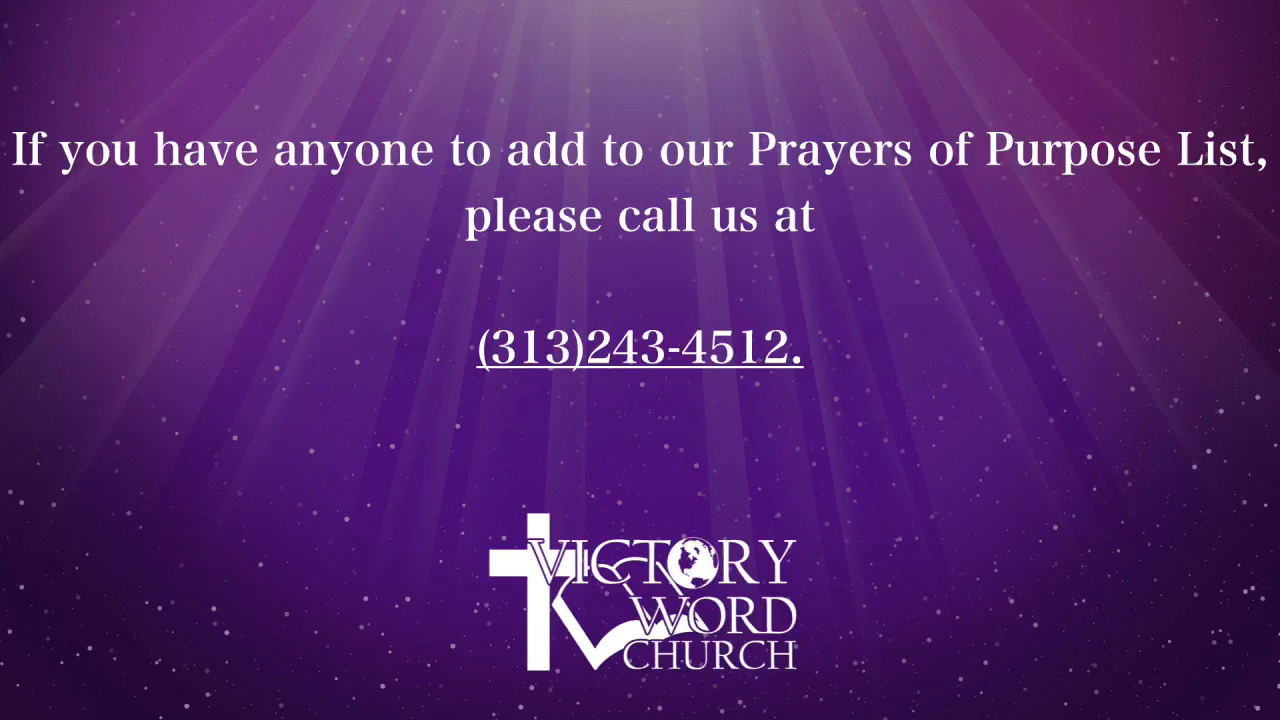 If you have anyone to add to our Prayers of Purpose List,
please call us at
(313)243-4512.
VICTORY
WORD
CHURCH